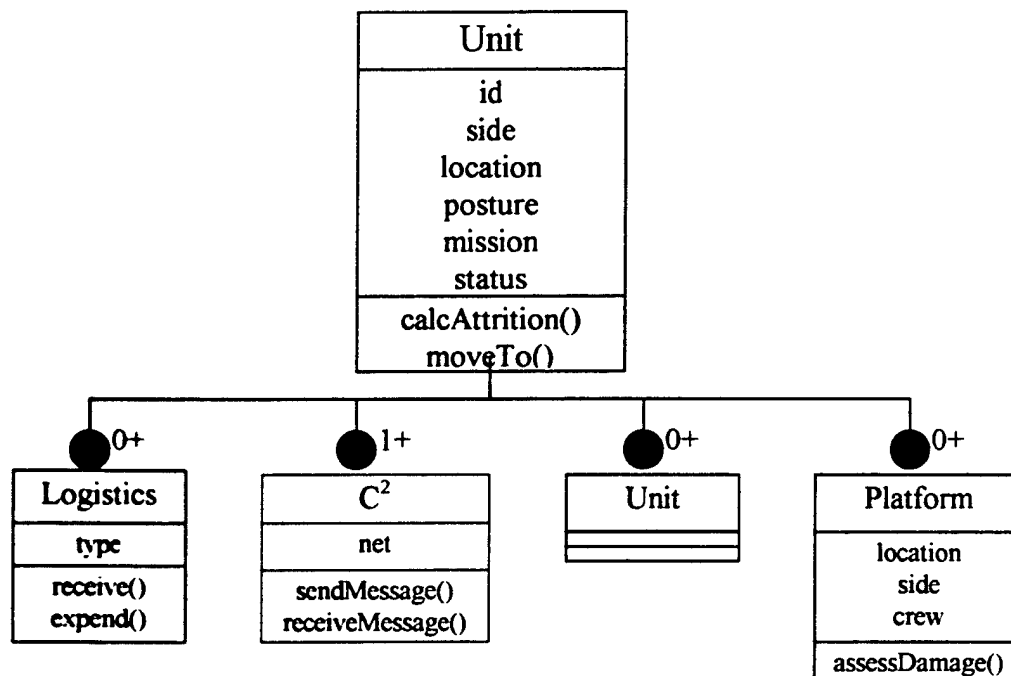 Unit
id
side
location
posture
mission
status
calcAttrition()
moveTo()
0+
1+
0+
0+
Logistics
type
receive()
expend()
C²
net
sendMessage()
receiveMessage()
Unit
Platform
location
side
crew
assessDamage()